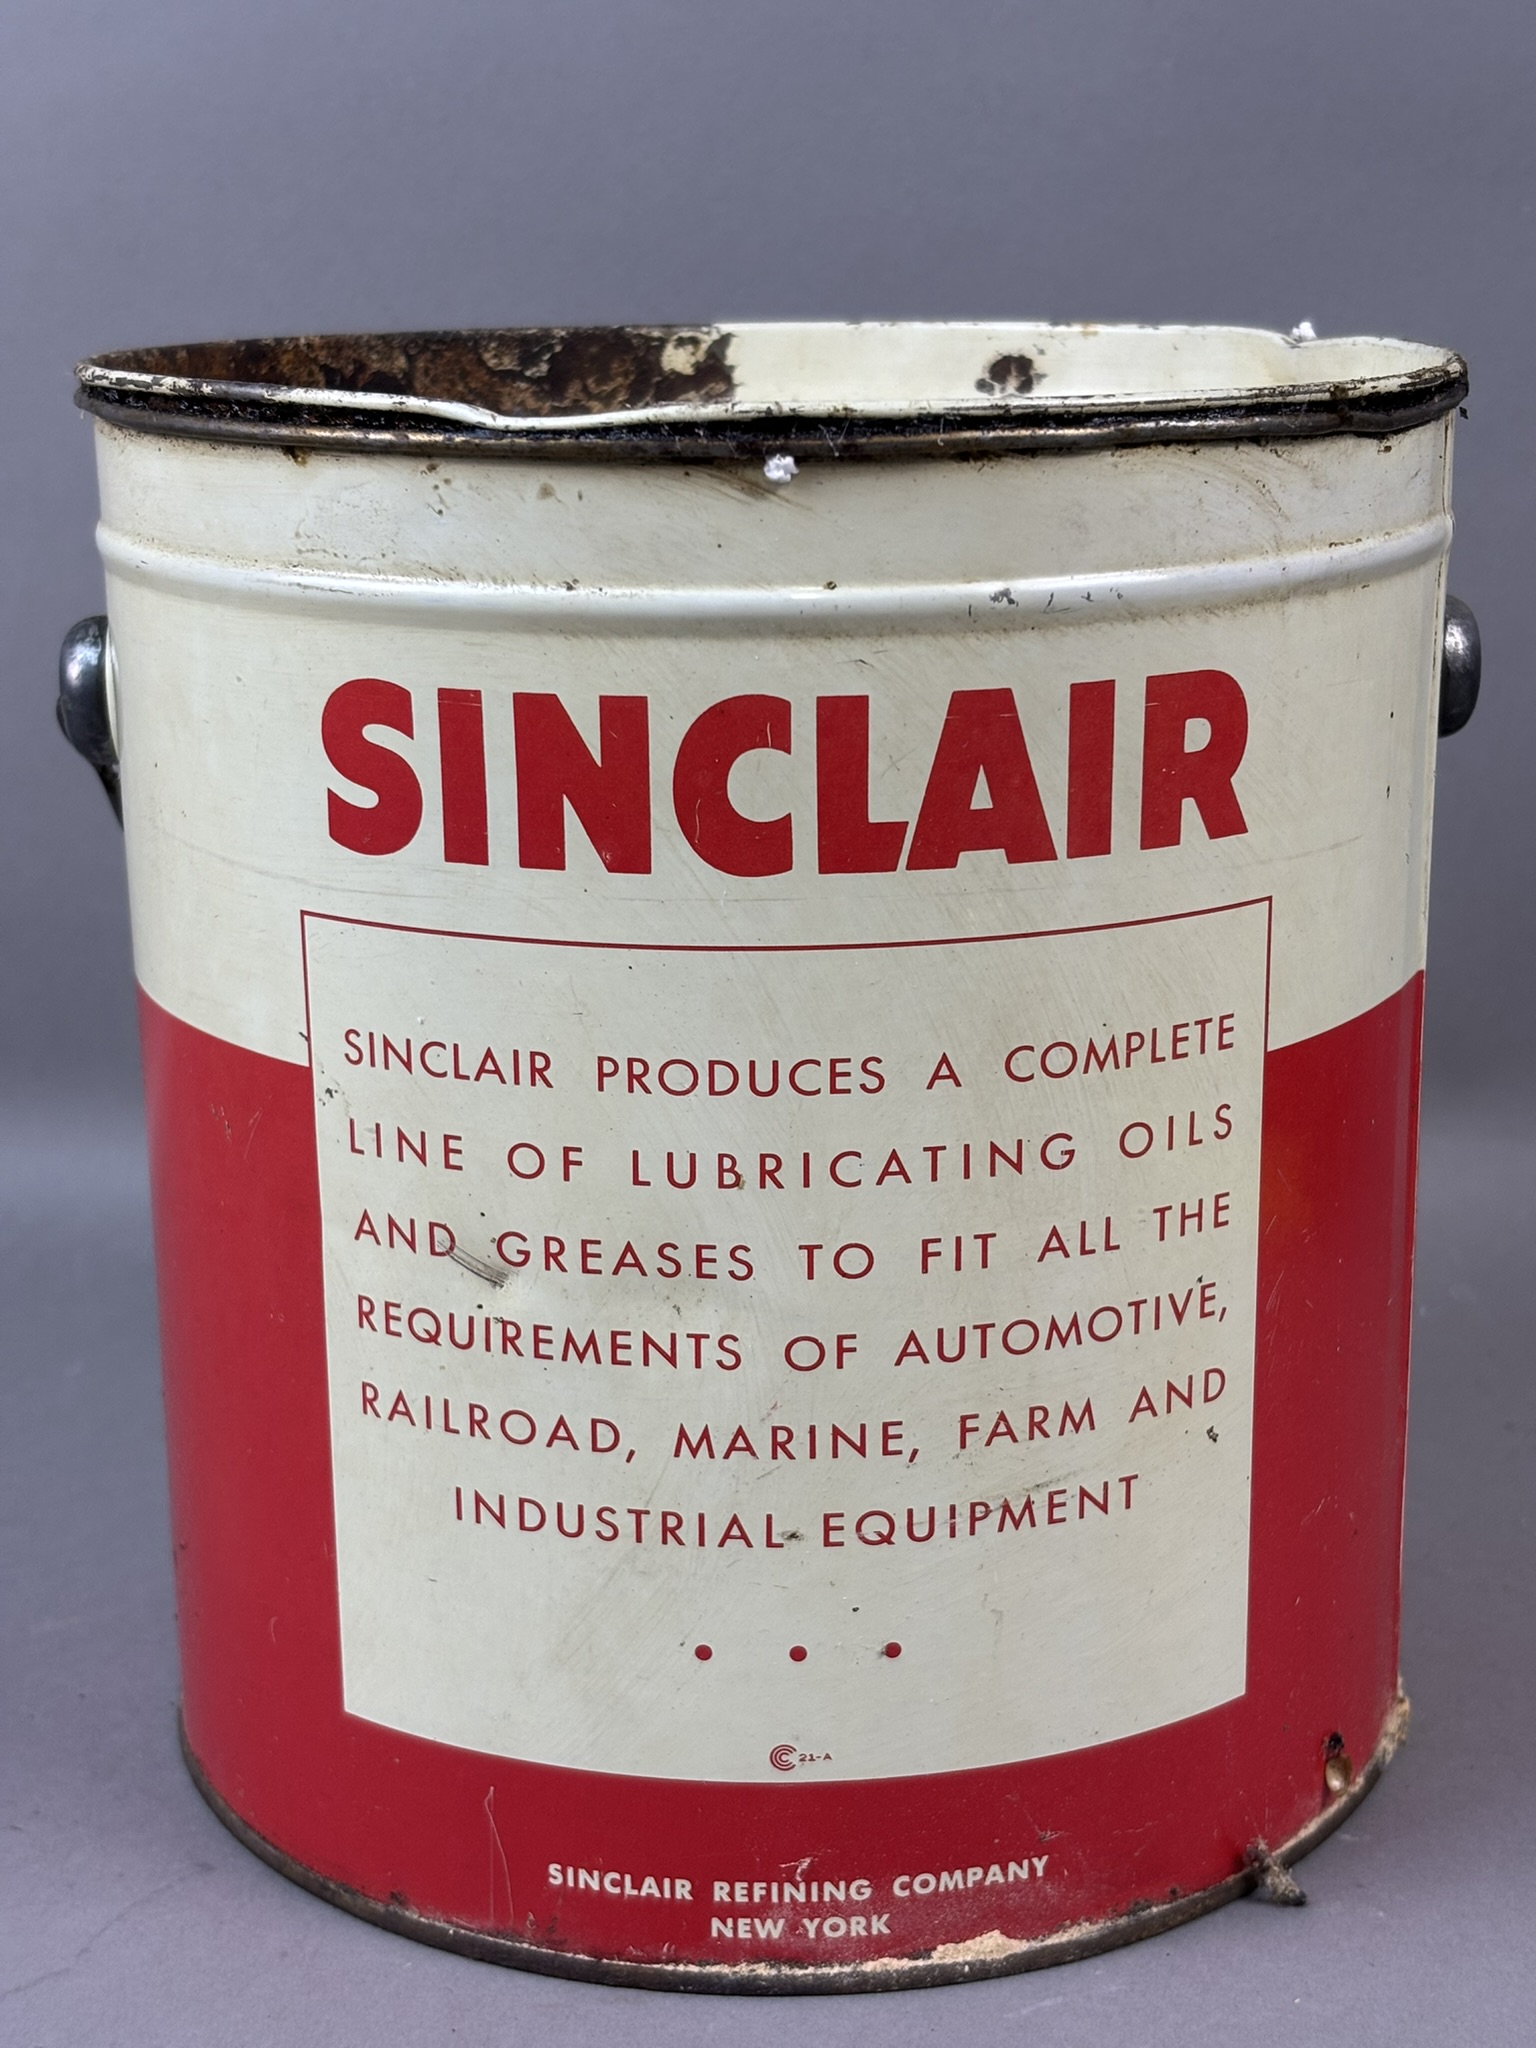 SINCLAIR
SINCLAIR PRODUCES A COMPLETE
LINE OF LUBRICATING OILS
AND GREASES TO FIT ALL THE
REQUIREMENTS OF AUTOMOTIVE,
RAILROAD, MARINE, FARM AND
INDUSTRIAL EQUIPMENT
• • •
C 21-A
SINCLAIR REFINING COMPANY
NEW YORK